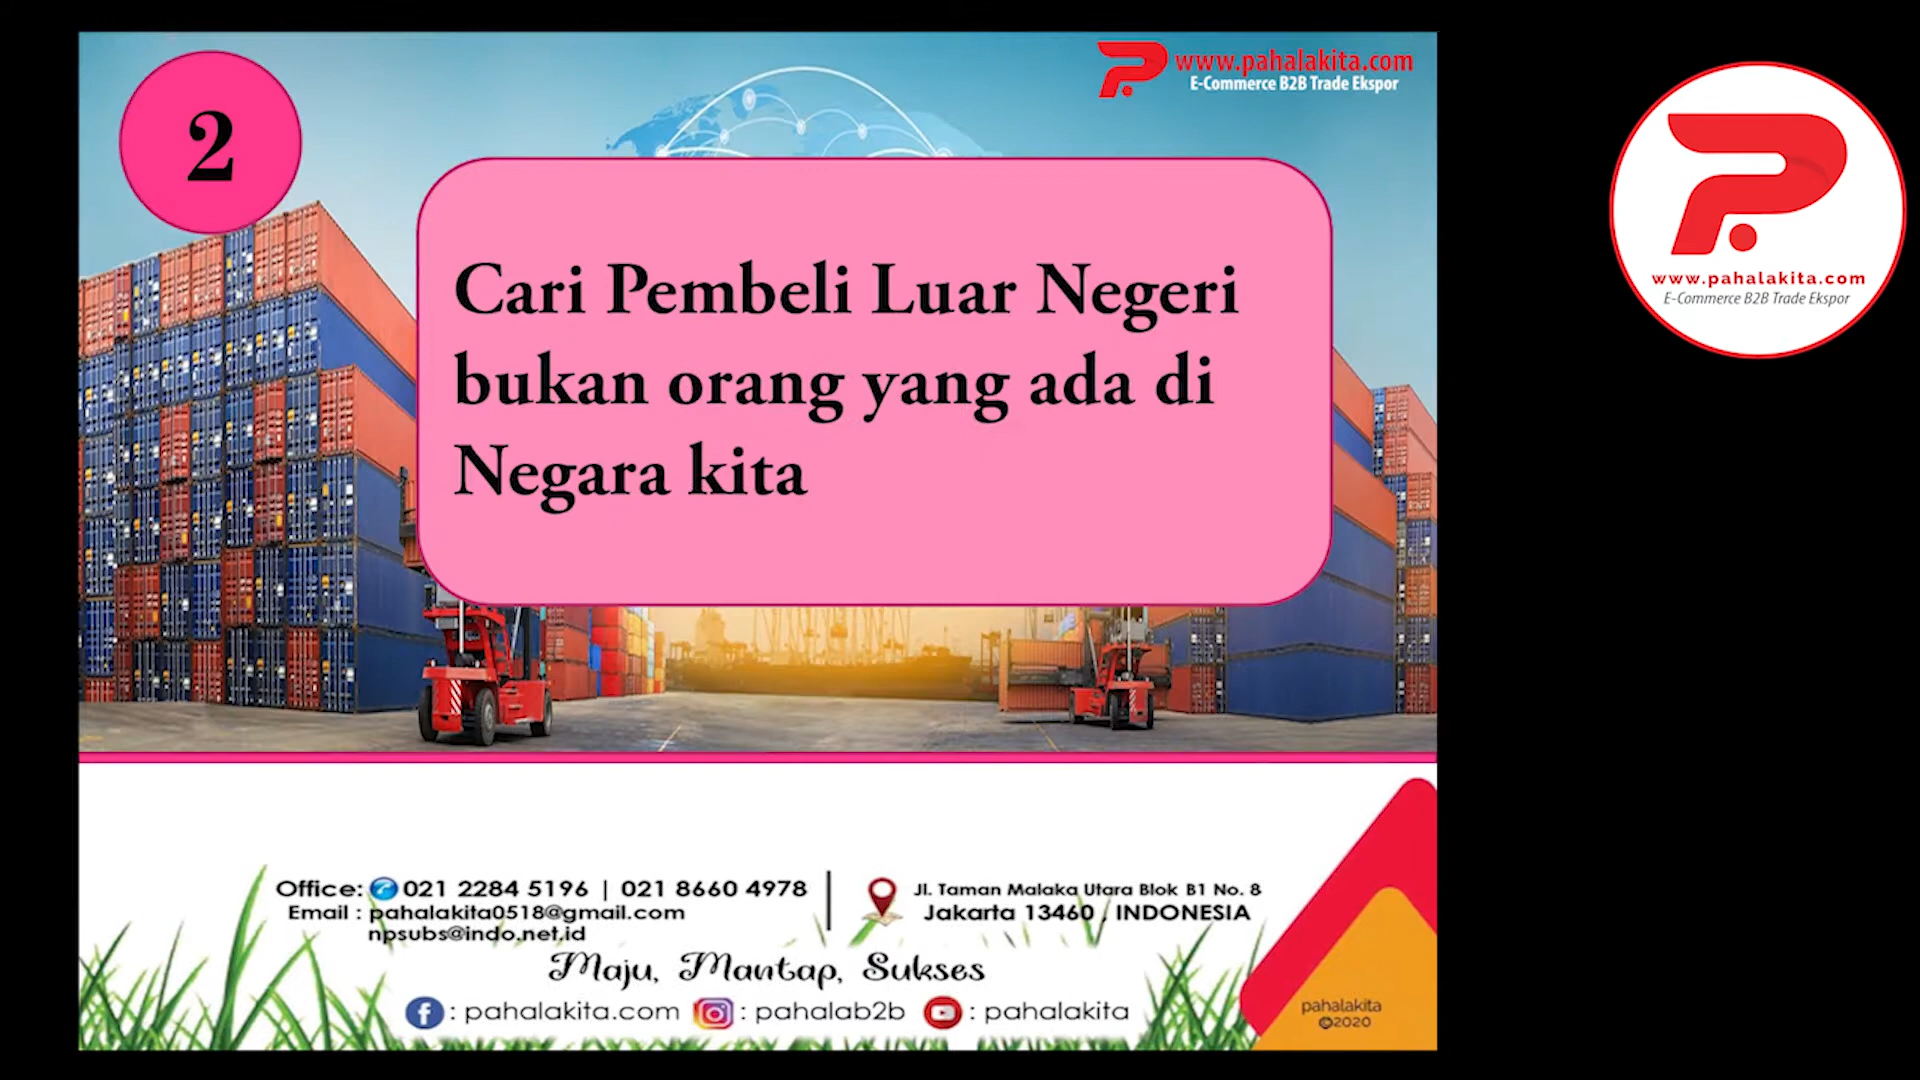 2
www.pahalakita.com
E-Commerce B2B Trade Ekspor
Cari Pembeli Luar Negeri
bukan orang yang ada di
Negara kita
www.pahalakita.com
E-Commerce B2B Trade Ekspor
Office: 021 2284 5196 | 021 8660 4978
Email : pahalakita0518@gmail.com
npsubs@indo.net.id
Jl. Taman Malaka Utara Blok B1 No. 8
Jakarta 13460 , INDONESIA
Maju, Mantap, Sukses
: pahalakita.com : pahalab2b : pahalakita
pahalakita
©2020